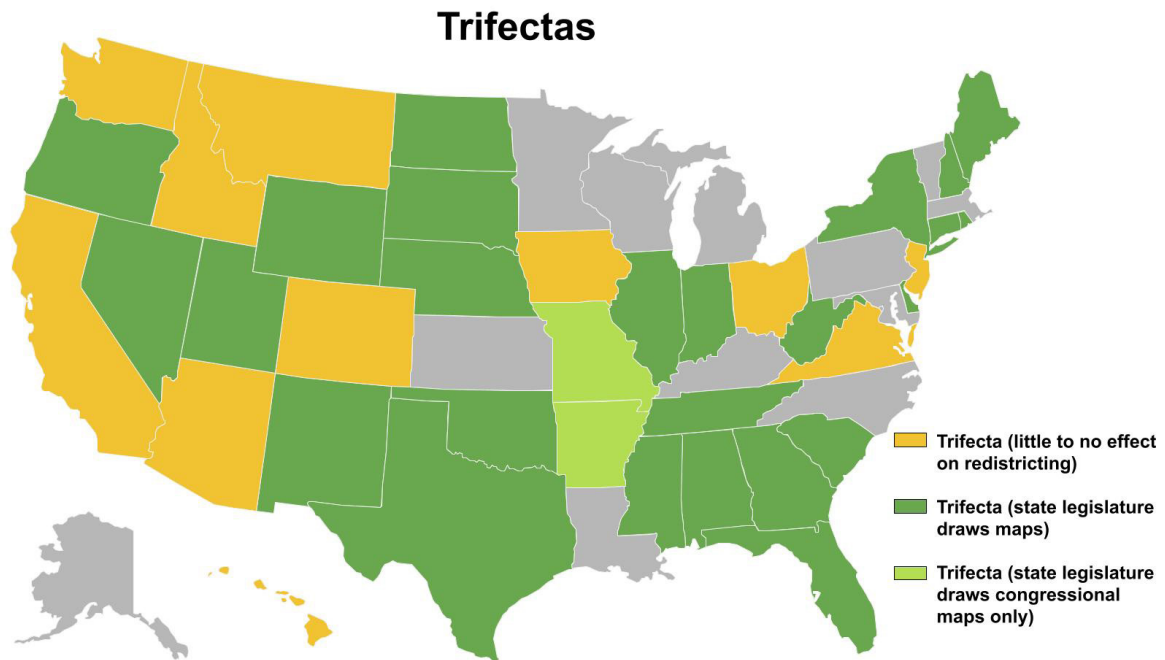 Trifectas
Trifecta (little to no effect
on redistricting)
Trifecta (state legislature
draws maps)
Trifecta (state legislature
draws congressional
maps only)